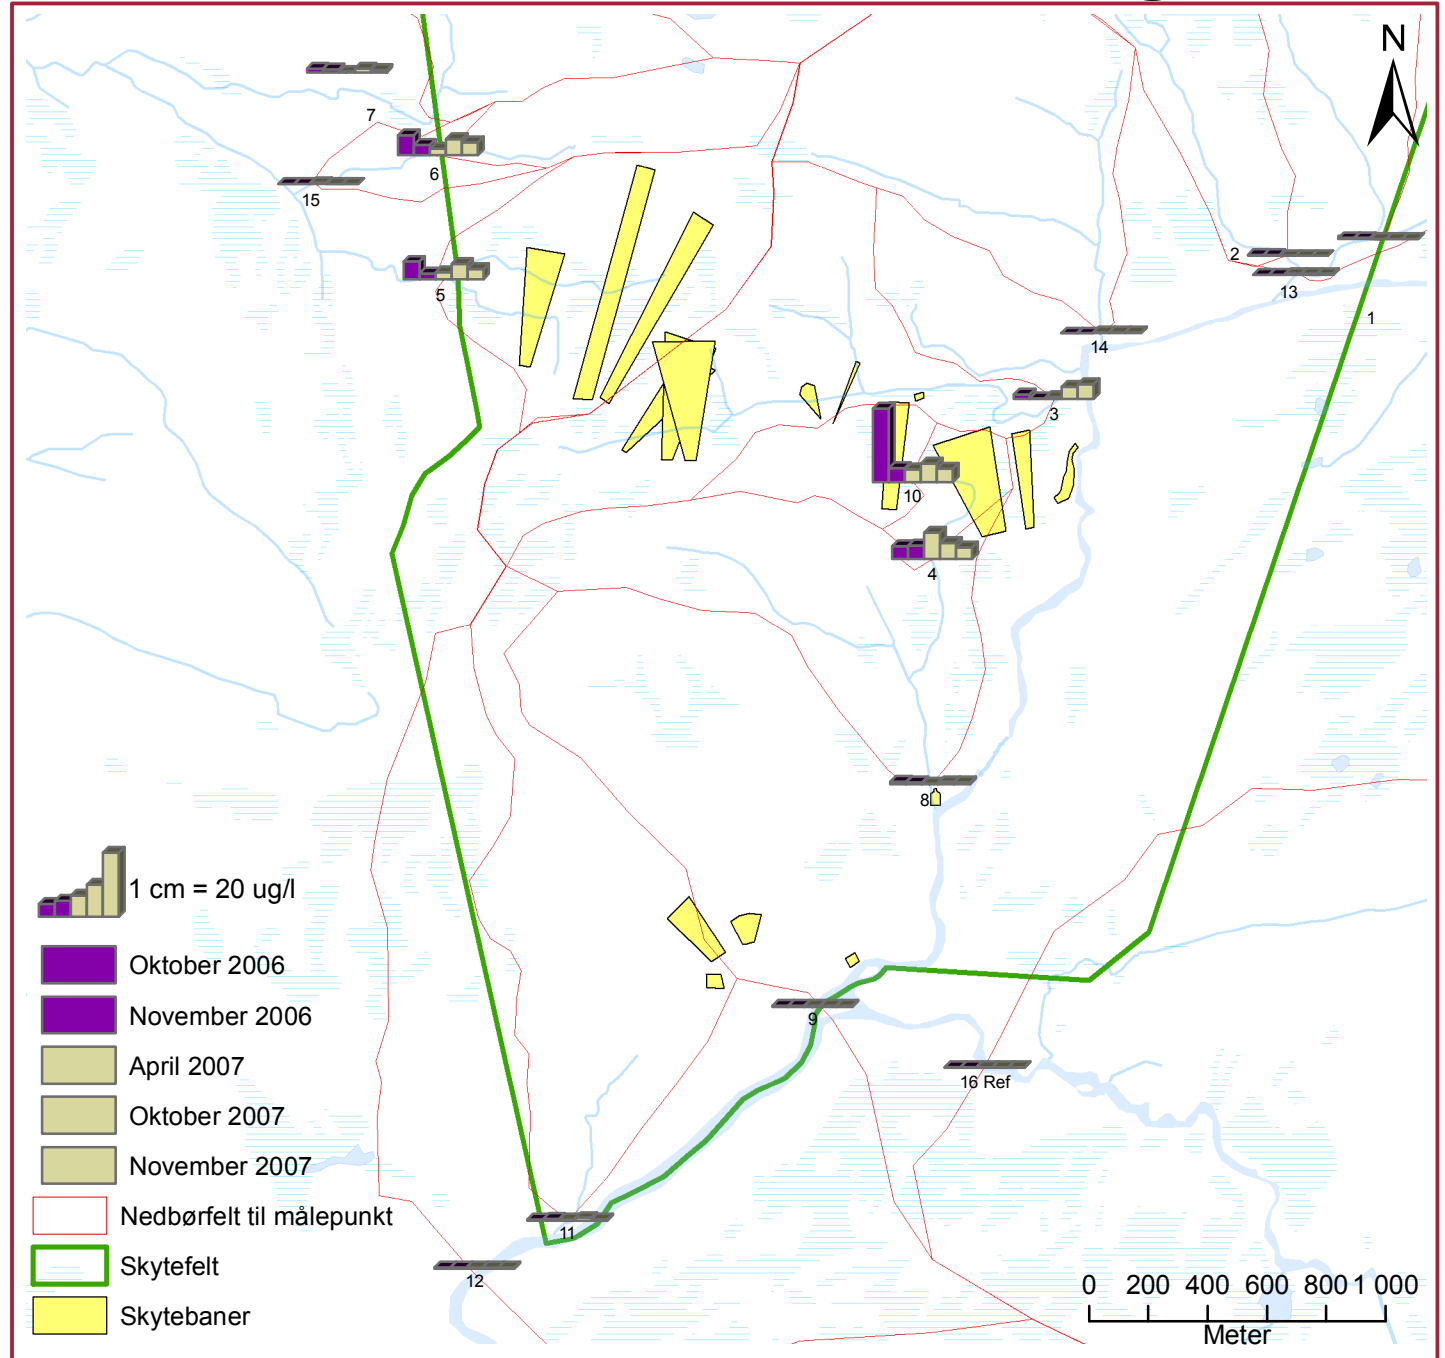 N
7
6
15
5
2
13
1
14
3
10
4
8
9
16 Ref
11
12
1 cm = 20 ug/l
Oktober 2006
November 2006
April 2007
Oktober 2007
November 2007
Nedbørfelt til målepunkt
Skytefelt
Skytebaner
0 200 400 600 800 1 000
Meter